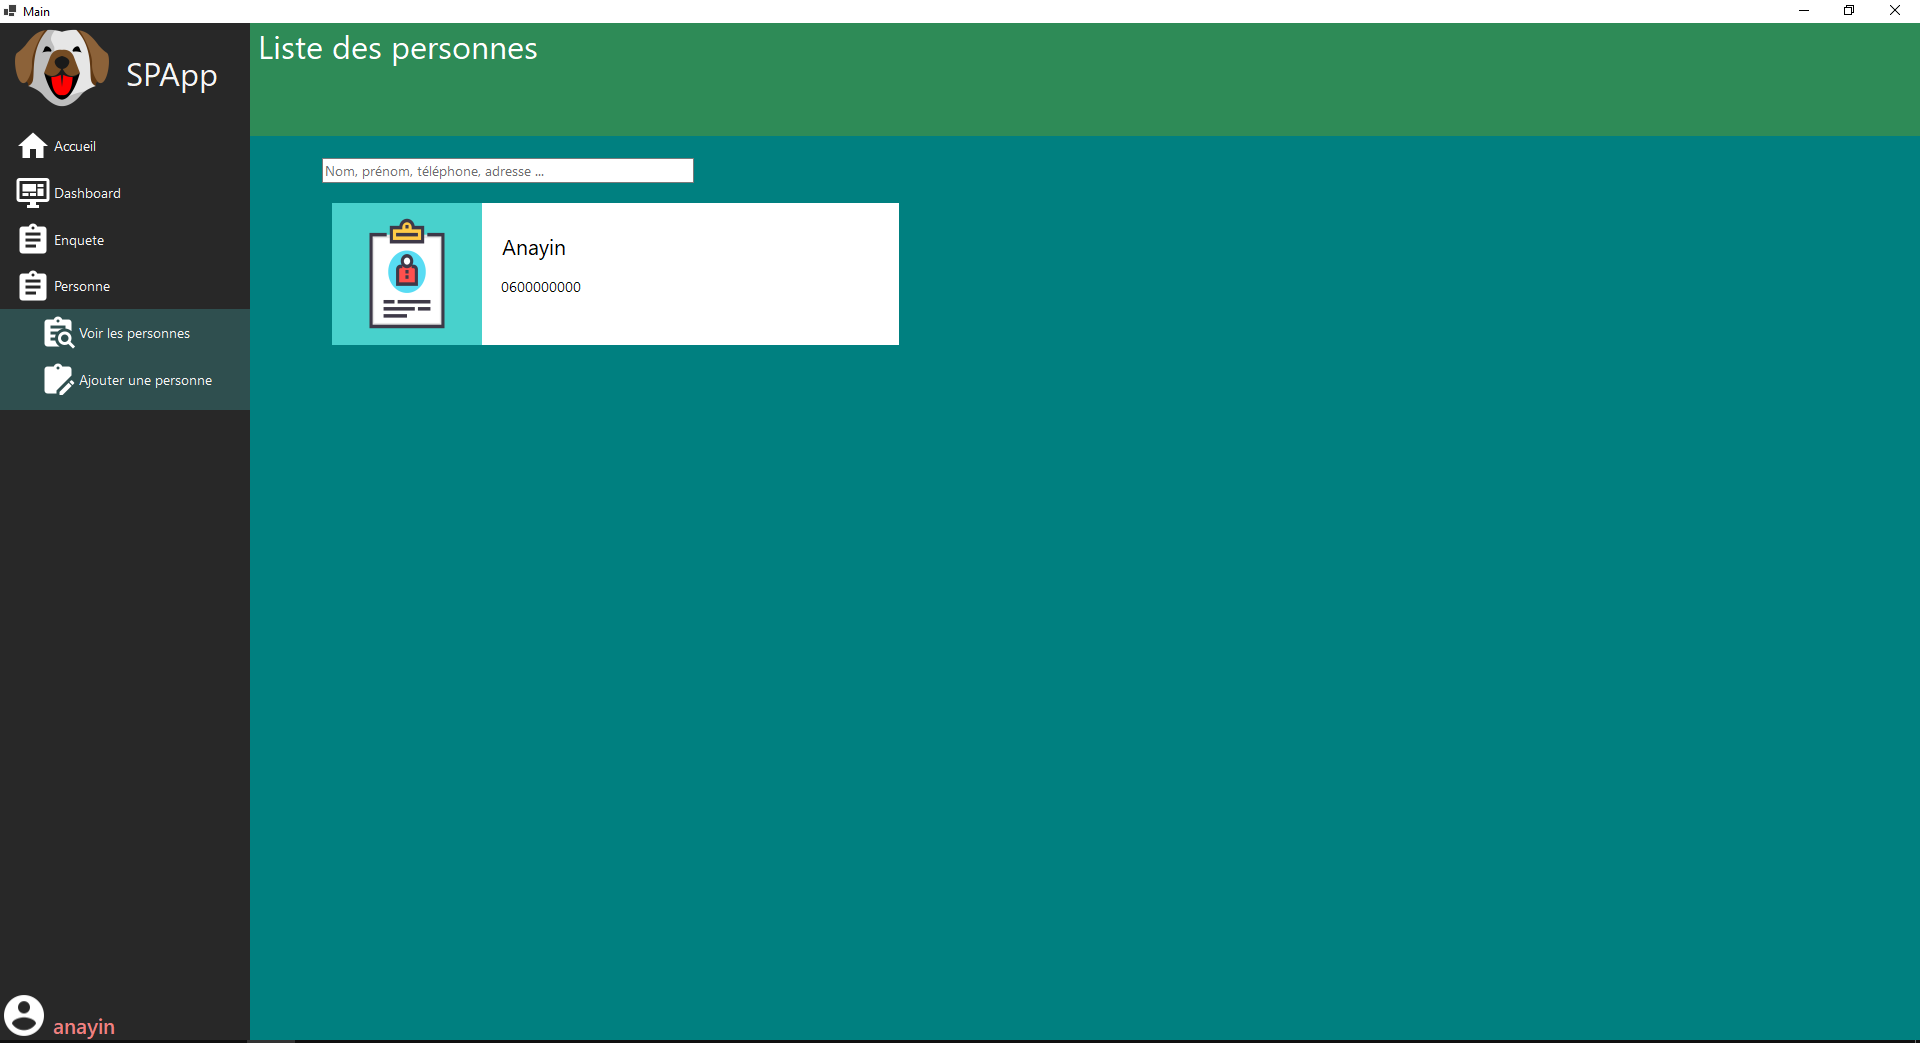 Main
SPApp
Accueil
Dashboard
Enquete
Personne
Voir les personnes
Ajouter une personne
anayin
Liste des personnes
Nom, prénom, téléphone, adresse ...
Anayin
0600000000